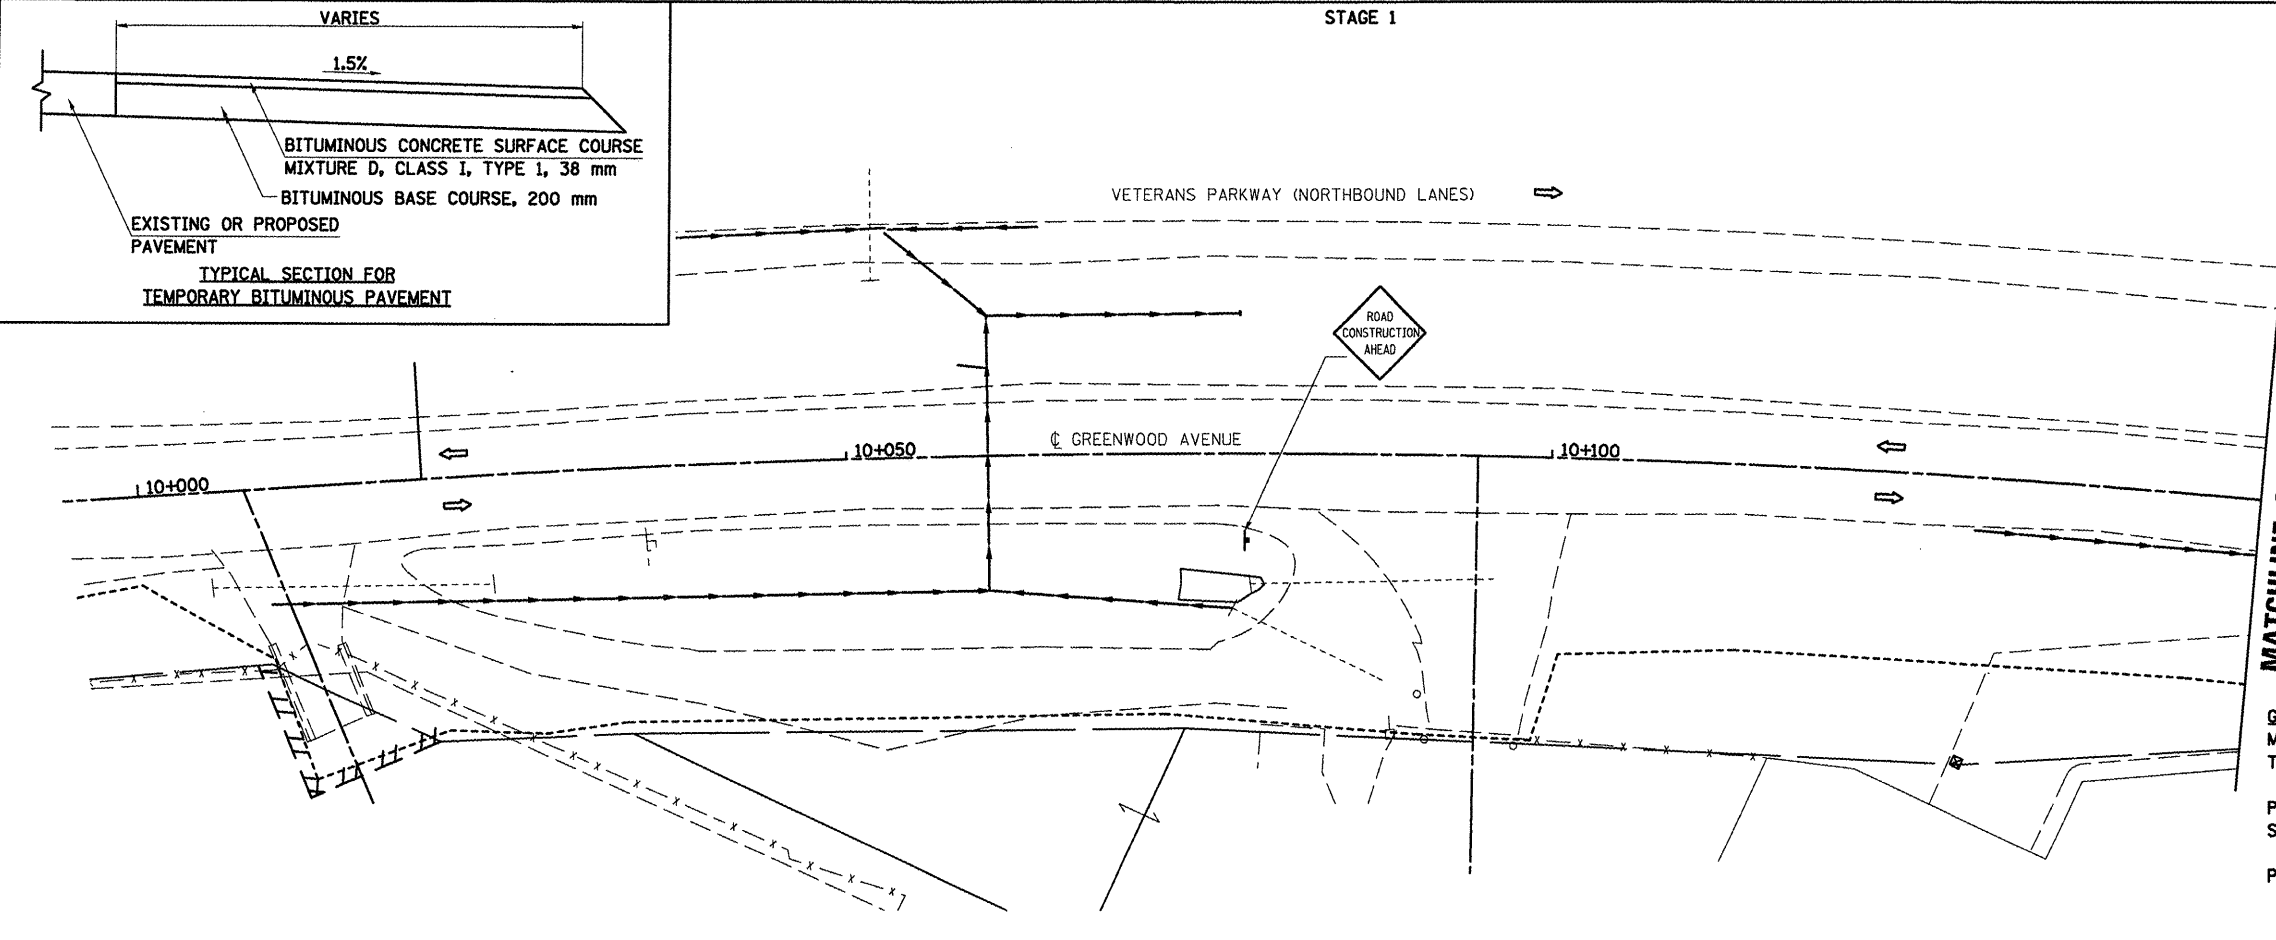 VARIES
1.5%
BITUMINOUS CONCRETE SURFACE COURSE
MIXTURE D, CLASS I, TYPE 1, 38 mm
BITUMINOUS BASE COURSE, 200 mm
EXISTING OR PROPOSED
PAVEMENT
TYPICAL SECTION FOR
TEMPORARY BITUMINOUS PAVEMENT
STAGE 1
VETERANS PARKWAY (NORTHBOUND LANES)
ROAD
CONSTRUCTION
AHEAD
℄ GREENWOOD AVENUE
10+000
10+050
10+100
G
M
T
P
S
P